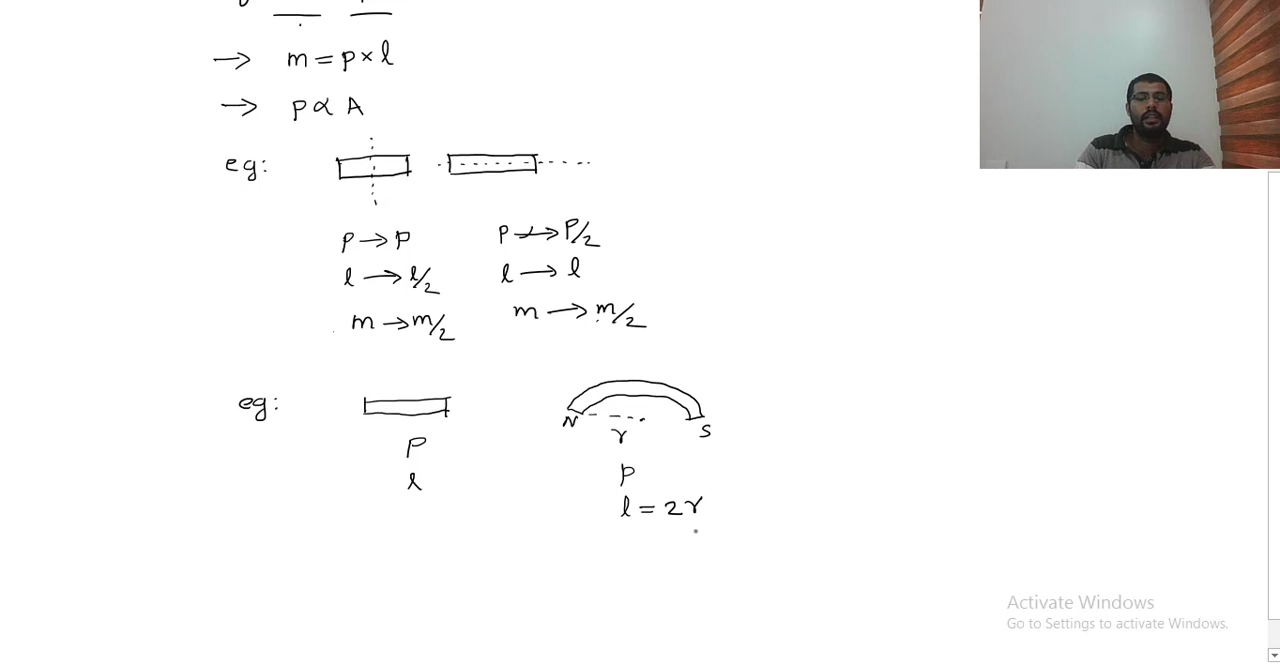 → m = p × l
→ p ∝ A
eg:
p → p    p → p/2
l → l/2    l → l
m → m/2    m → m/2
eg:
N    r    S
p    p
l    l = 2r
Activate Windows
Go to Settings to activate Windows.